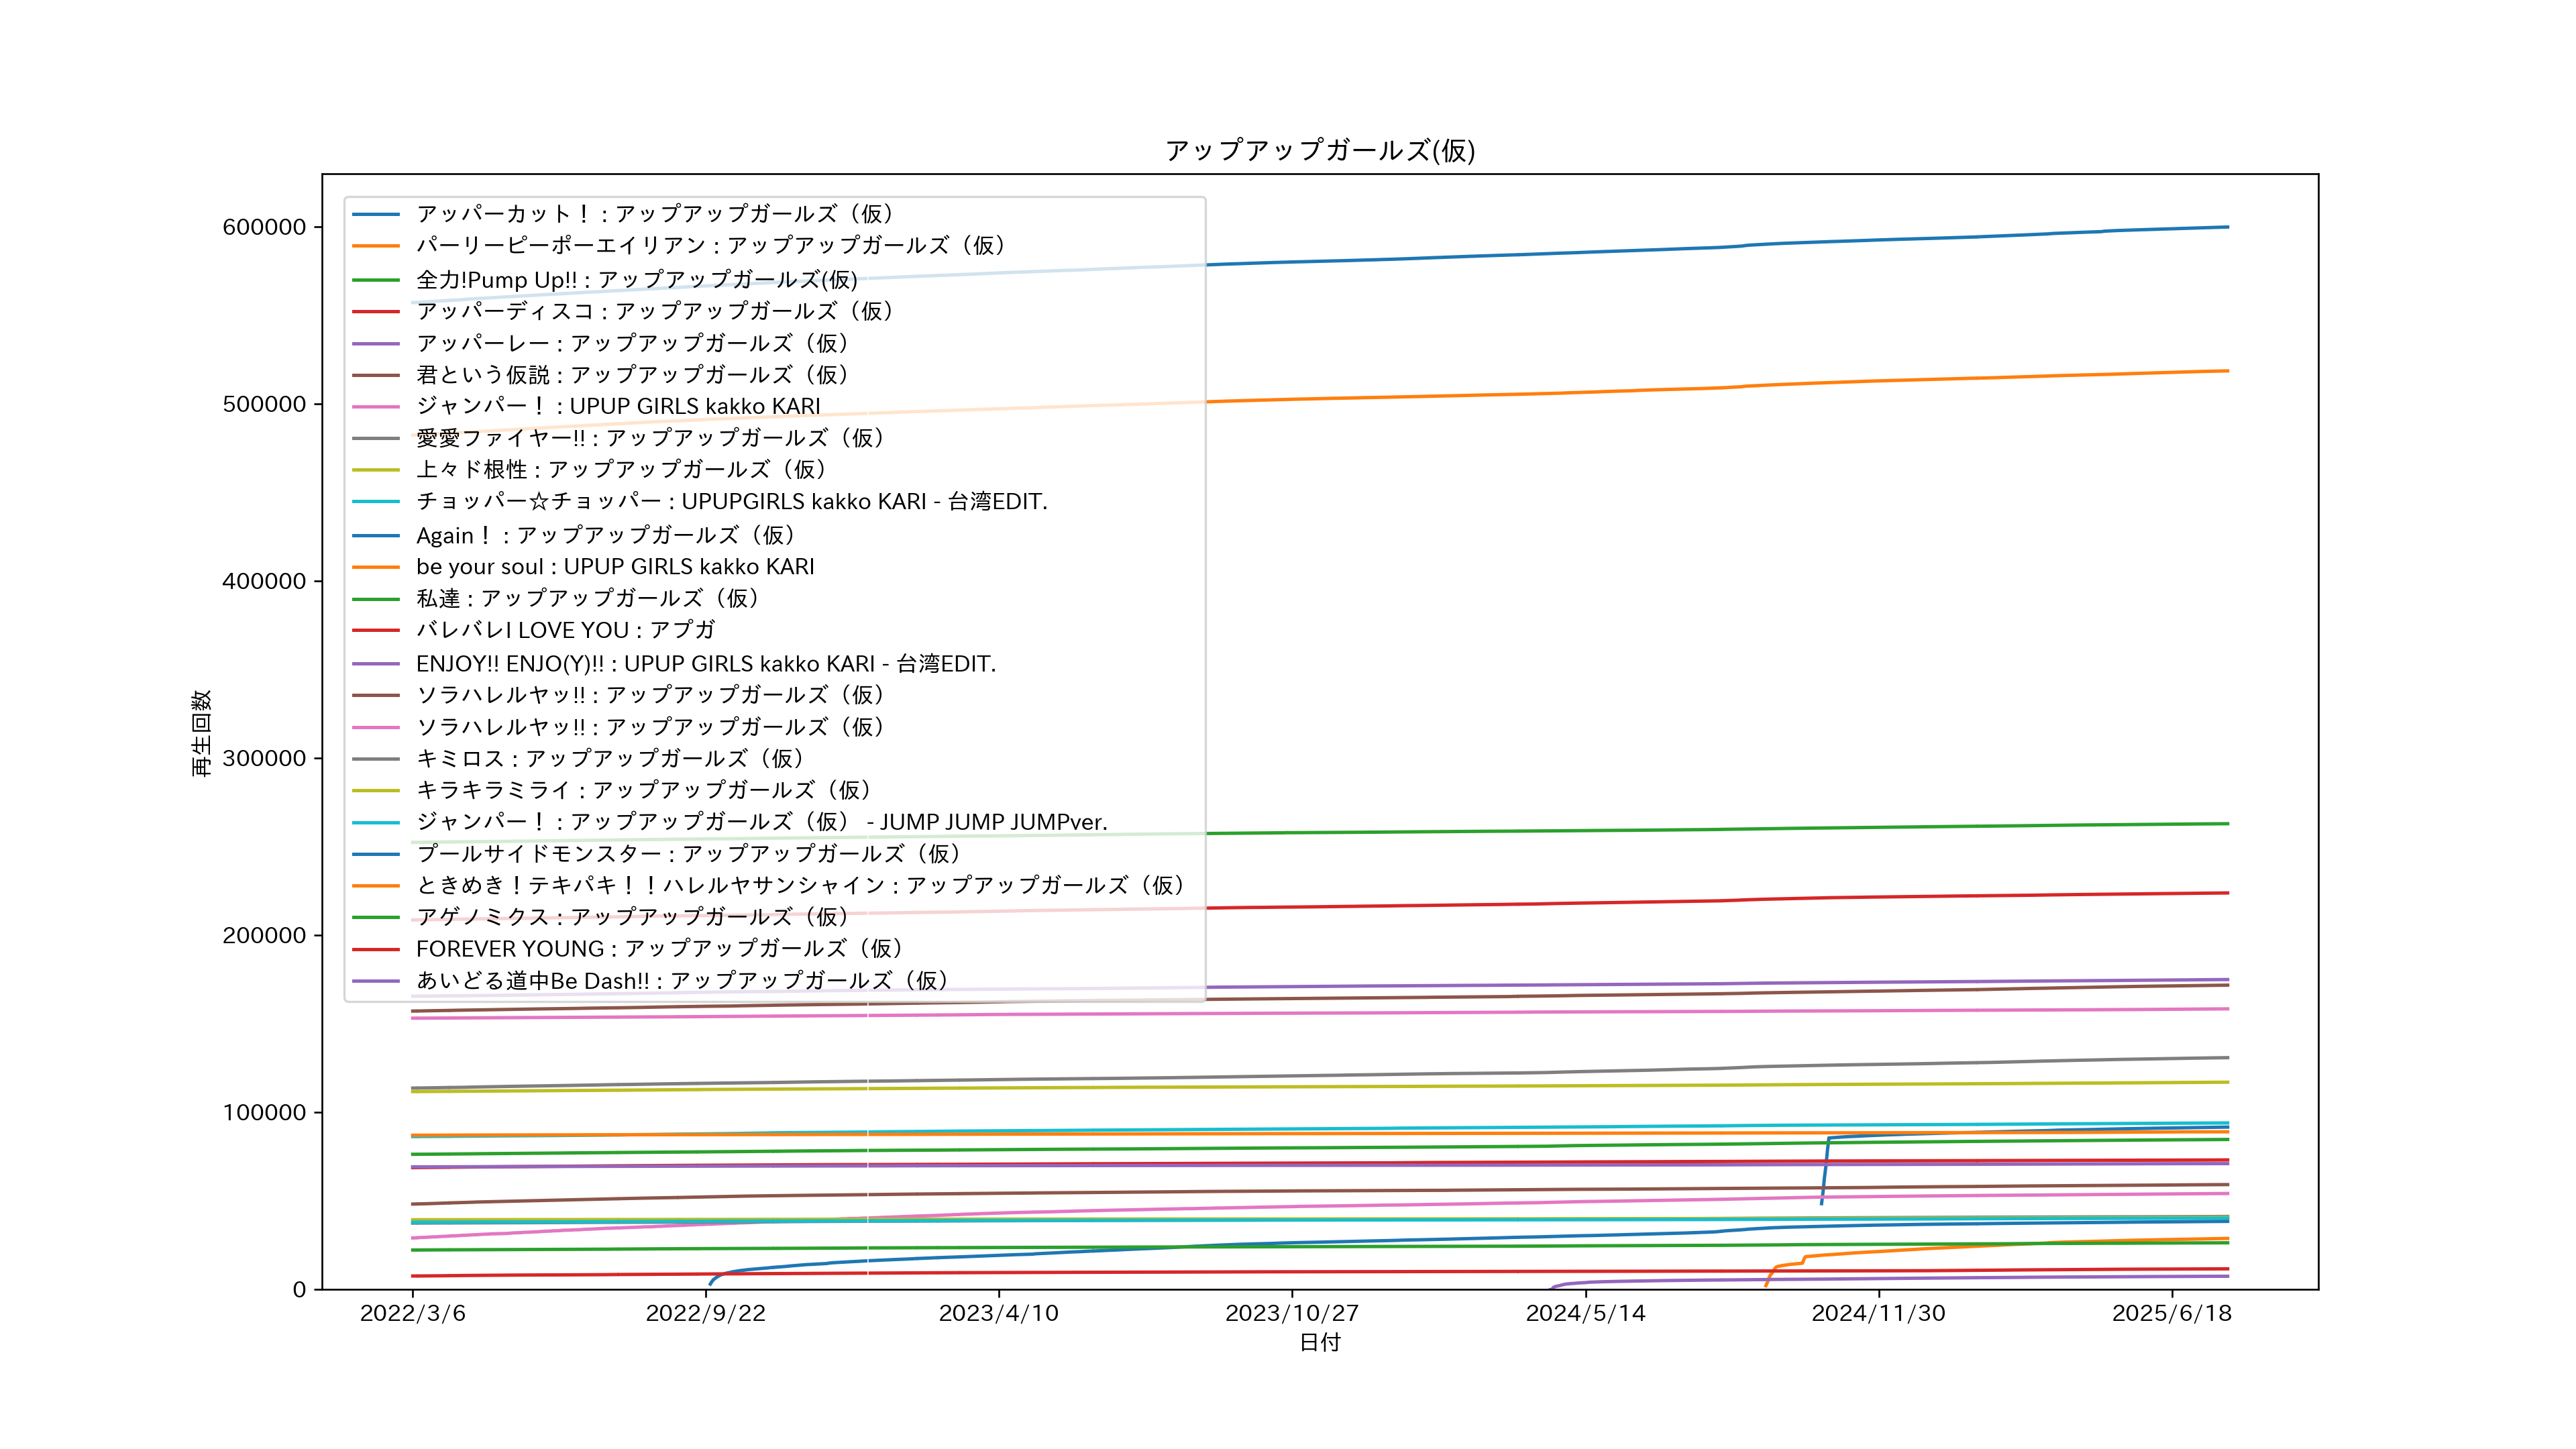 アップアップガールズ(仮)
アッパーカット！ : アップアップガールズ（仮）
パーリーピーポーエイリアン : アップアップガールズ（仮）
全力!Pump Up!! : アップアップガールズ(仮)
アッパーディスコ : アップアップガールズ（仮）
アッパーレー : アップアップガールズ（仮）
君という仮説 : アップアップガールズ（仮）
ジャンパー！ : UPUP GIRLS kakko KARI
愛愛ファイヤー!! : アップアップガールズ（仮）
上々ド根性 : アップアップガールズ（仮）
チョッパー☆チョッパー : UPUPGIRLS kakko KARI - 台湾EDIT.
Again！ : アップアップガールズ（仮）
be your soul : UPUP GIRLS kakko KARI
私達 : アップアップガールズ（仮）
バレバレI LOVE YOU : アプガ
ENJOY!! ENJO(Y)!! : UPUP GIRLS kakko KARI - 台湾EDIT.
ソラハレルヤッ!! : アップアップガールズ（仮）
ソラハレルヤッ!! : アップアップガールズ（仮）
キミロス : アップアップガールズ（仮）
キラキラミライ : アップアップガールズ（仮）
ジャンパー！ : アップアップガールズ（仮） - JUMP JUMP JUMPver.
プールサイドモンスター : アップアップガールズ（仮）
ときめき！テキパキ！！ハレルヤサンシャイン : アップアップガールズ（仮）
アゲノミクス : アップアップガールズ（仮）
FOREVER YOUNG : アップアップガールズ（仮）
あいどる道中Be Dash!! : アップアップガールズ（仮）
再生回数
600000
500000
400000
300000
200000
100000
0
2022/3/6
2022/9/22
2023/4/10
2023/10/27
2024/5/14
2024/11/30
2025/6/18
日付